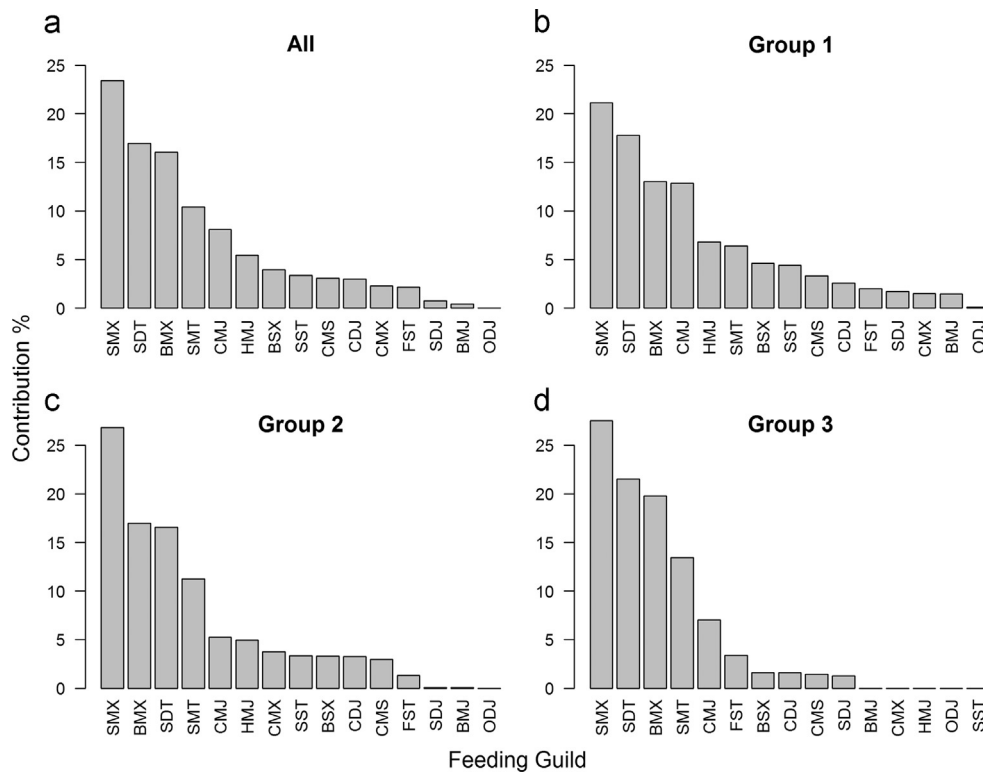 a
All
25
20
15
10
5
0
SMX SDT BMX SMT CMJ HMJ BSX SST CMS CDJ CMX FST SDJ BMJ ODJ
b
Group 1
25
20
15
10
5
0
SMX SDT BMX CMJ HMJ SMT BSX SST CMS CDJ FST SDJ CMX BMJ ODJ
Contribution %
c
Group 2
25
20
15
10
5
0
SMX BMX SDT SMT CMJ HMJ CMX SST BSX CDJ CMS FST SDJ BMJ ODJ
d
Group 3
25
20
15
10
5
0
SMX SDT BMX SMT CMJ FST BSX CDJ CMS SDJ BMJ CMX HMJ ODJ SST
Feeding Guild